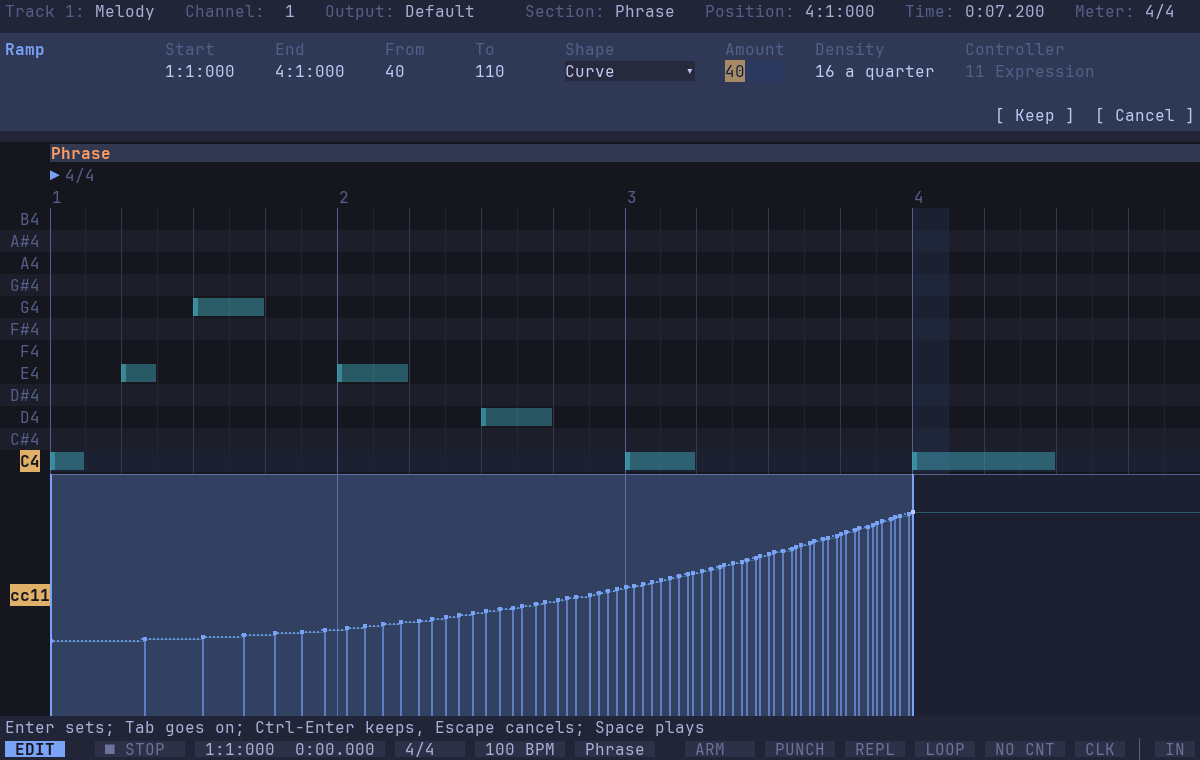 Track 1: Melody Channel: 1 Output: Default Section: Phrase Position: 4:1:000 Time: 0:07.200 Meter: 4/4
Ramp Start End From To Shape Amount Density Controller
1:1:000 4:1:000 40 110 Curve ▾ 40 16 a quarter 11 Expression
[ Keep ] [ Cancel ]
Phrase
▶ 4/4
1 2 3 4
B4
A#4
A4
G#4
G4
F#4
F4
E4
D#4
D4
C#4
C4
cc11
Enter sets; Tab goes on; Ctrl-Enter keeps, Escape cancels; Space plays
EDIT ■ STOP 1:1:000 0:00.000 4/4 100 BPM Phrase ARM PUNCH REPL LOOP NO CNT CLK IN